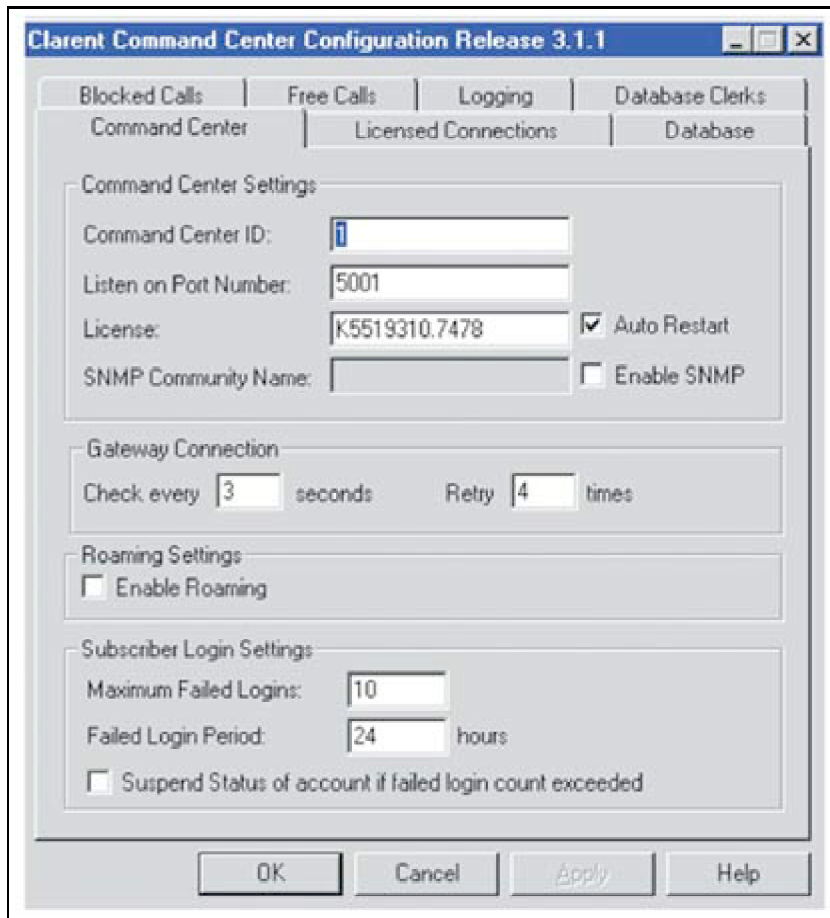 Clarent Command Center Configuration Release 3.1.1
Blocked Calls Free Calls Logging Database Clerks
Command Center Licensed Connections Database
Command Center Settings
Command Center ID: 1
Listen on Port Number: 5001
License: K5519310.7478 Auto Restart
SNMP Community Name: Enable SNMP
Gateway Connection
Check every 3 seconds Retry 4 times
Roaming Settings
Enable Roaming
Subscriber Login Settings
Maximum Failed Logins: 10
Failed Login Period: 24 hours
Suspend Status of account if failed login count exceeded
OK Cancel Apply Help